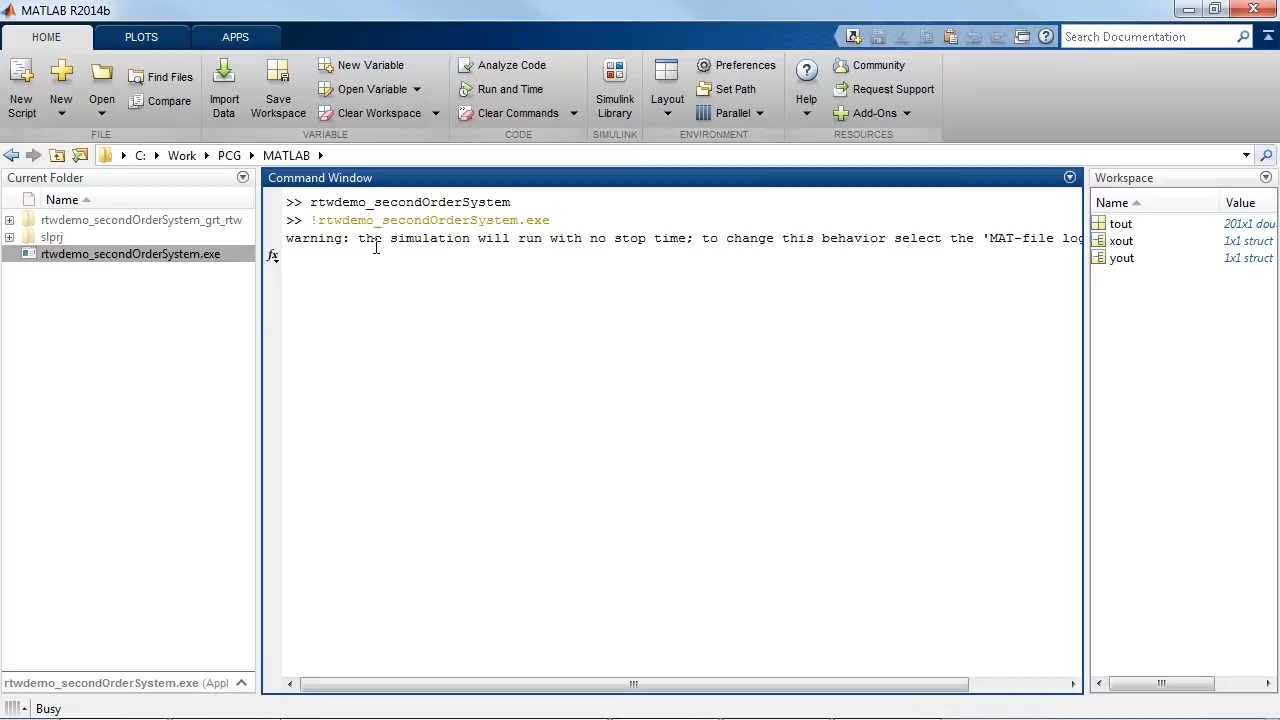 MATLAB R2014b
HOME
PLOTS
APPS
Search Documentation
New Script
New
Open
Find Files
Compare
FILE
Import Data
Save Workspace
New Variable
Open Variable
Clear Workspace
VARIABLE
Analyze Code
Run and Time
Clear Commands
CODE
Simulink Library
SIMULINK
Layout
Preferences
Set Path
Parallel
ENVIRONMENT
Help
Community
Request Support
Add-Ons
RESOURCES
C: Work PCG MATLAB
Current Folder
Name
rtwdemo_secondOrderSystem_grt_rtw
slprj
rtwdemo_secondOrderSystem.exe
Command Window
>> rtwdemo_secondOrderSystem
>> !rtwdemo_secondOrderSystem.exe
warning: the simulation will run with no stop time; to change this behavior select the 'MAT-file log
fx
Workspace
Name Value
tout 201x1 dou
xout 1x1 struct
yout 1x1 struct
rtwdemo_secondOrderSystem.exe (Appl
Busy